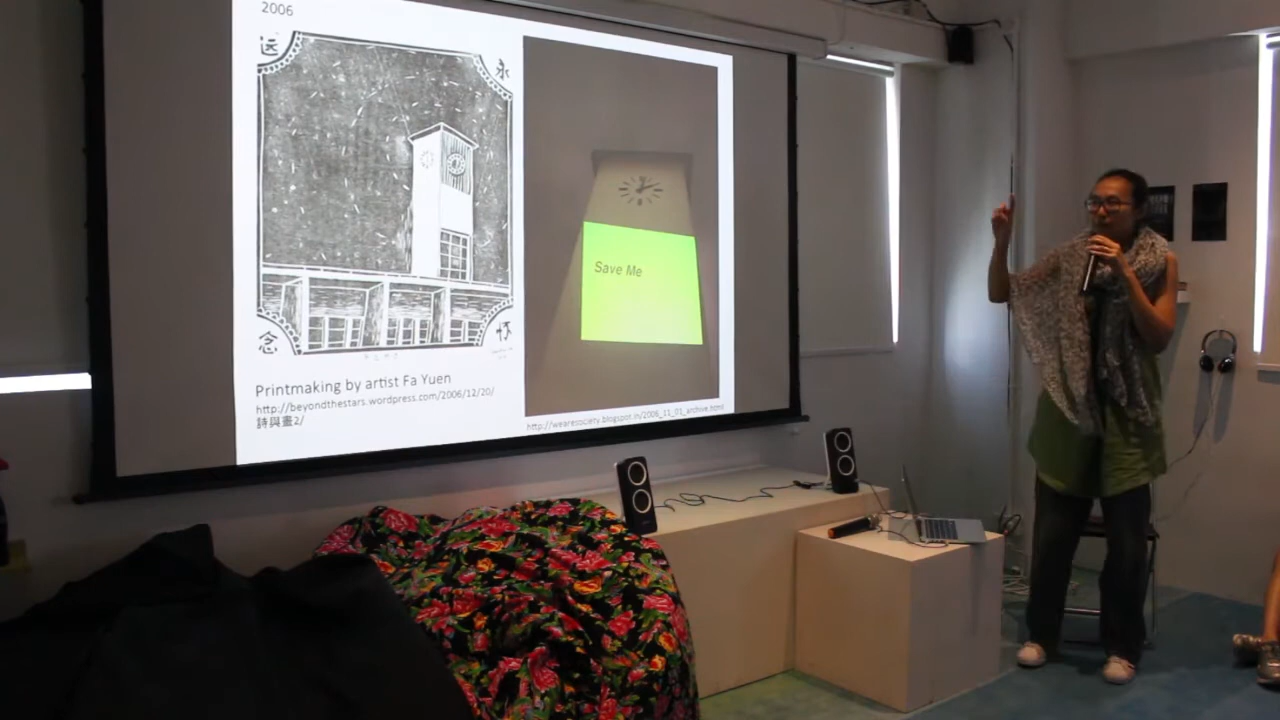 2006
远
永
念
怀
Save Me
Printmaking by artist Fa Yuen
http://beyondthestars.wordpress.com/2006/12/20/
詩與畫2/
http://wearesociety.blogspot.in/2006_11_01_archive.html